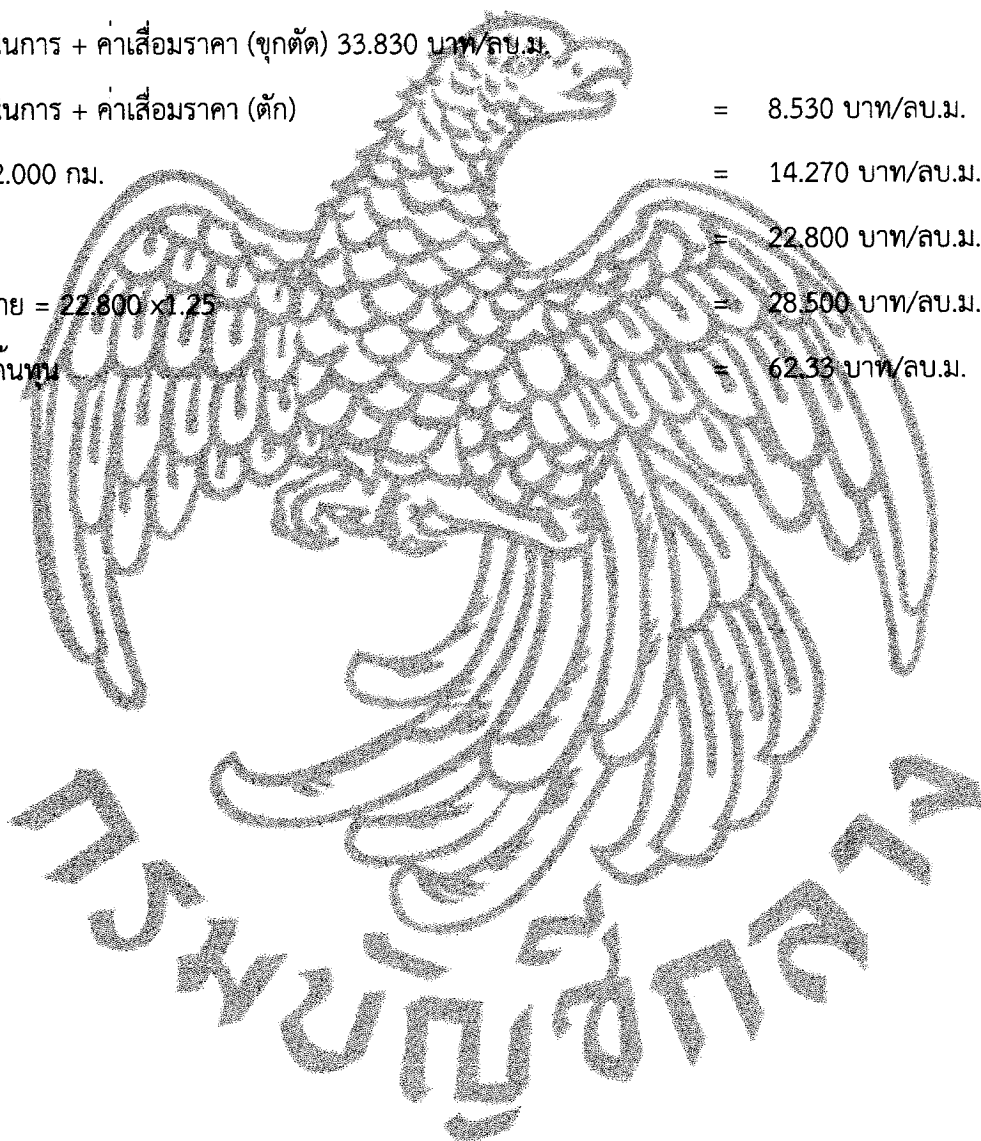 นการ + ค่าเสื่อมราคา (ขุกตัด) 33.830 บาท/ลบ.ม.
นการ + ค่าเสื่อมราคา (ตัก) = 8.530 บาท/ลบ.ม.
2.000 กม. = 14.270 บาท/ลบ.ม.
= 22.800 บาท/ลบ.ม.
าย = 22.800 x1.25 = 28.500 บาท/ลบ.ม.
้นทุน = 62.33 บาท/ลบ.ม.
กรมบัญชีกลาง